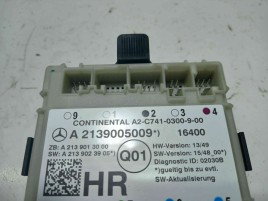 9 1 2 3 4
CONTINENTAL A2-C741-0300-9-00
A 2139005009*) 16400
ZB: A 213 901 30 00 HW-Version: 13/49
SW: A 213 902 39 05*) SW-Version: 15/48_00*)
Q01 Diagnostic ID: 02030B
*)gueltig bis zu evtl.
HR SW-Aktualisierung